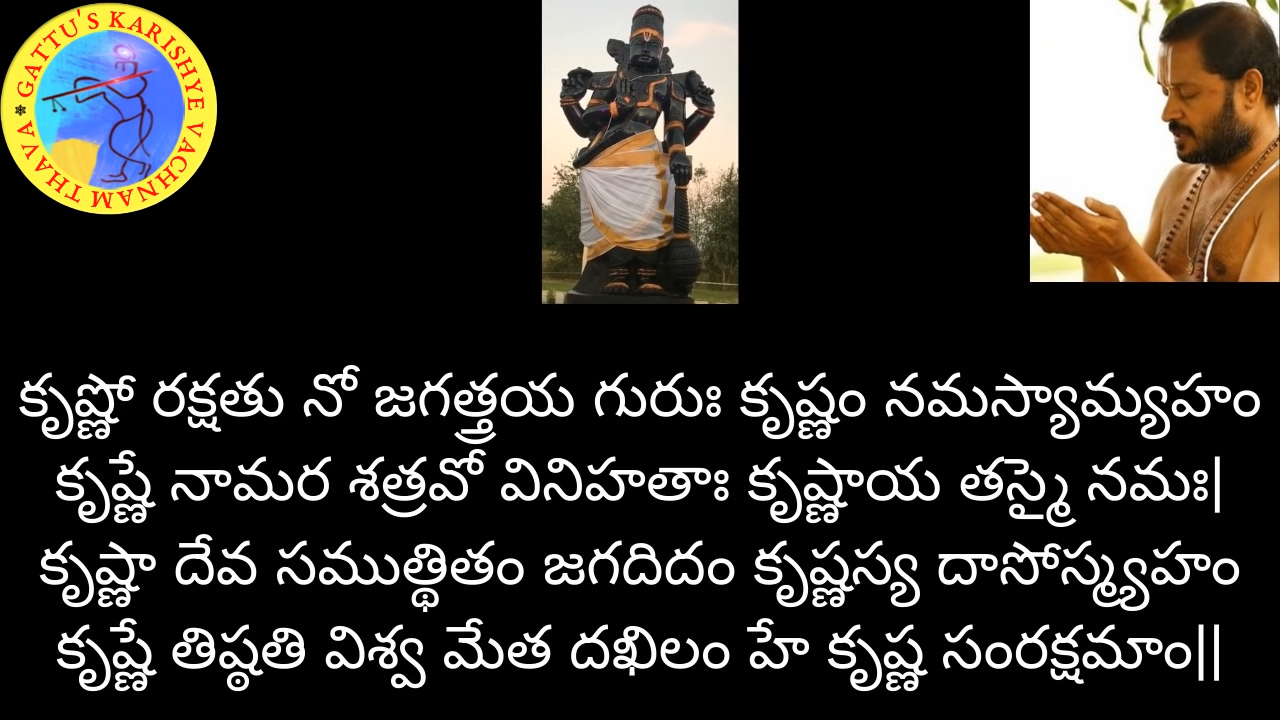 GATTU'S KARISHYE VACHNAM THAVA
కృష్ణో రక్షతు నో జగత్త్రయ గురుః కృష్ణం నమస్యామ్యహం
కృష్ణే నామర శత్రవో వినిహతాః కృష్ణాయ తస్మై నమః|
కృష్ణా దేవ సముత్థితం జగదిదం కృష్ణస్య దాసోస్మ్యహం
కృష్ణే తిష్ఠతి విశ్వ మేత దఖిలం హే కృష్ణ సంరక్షమాం||